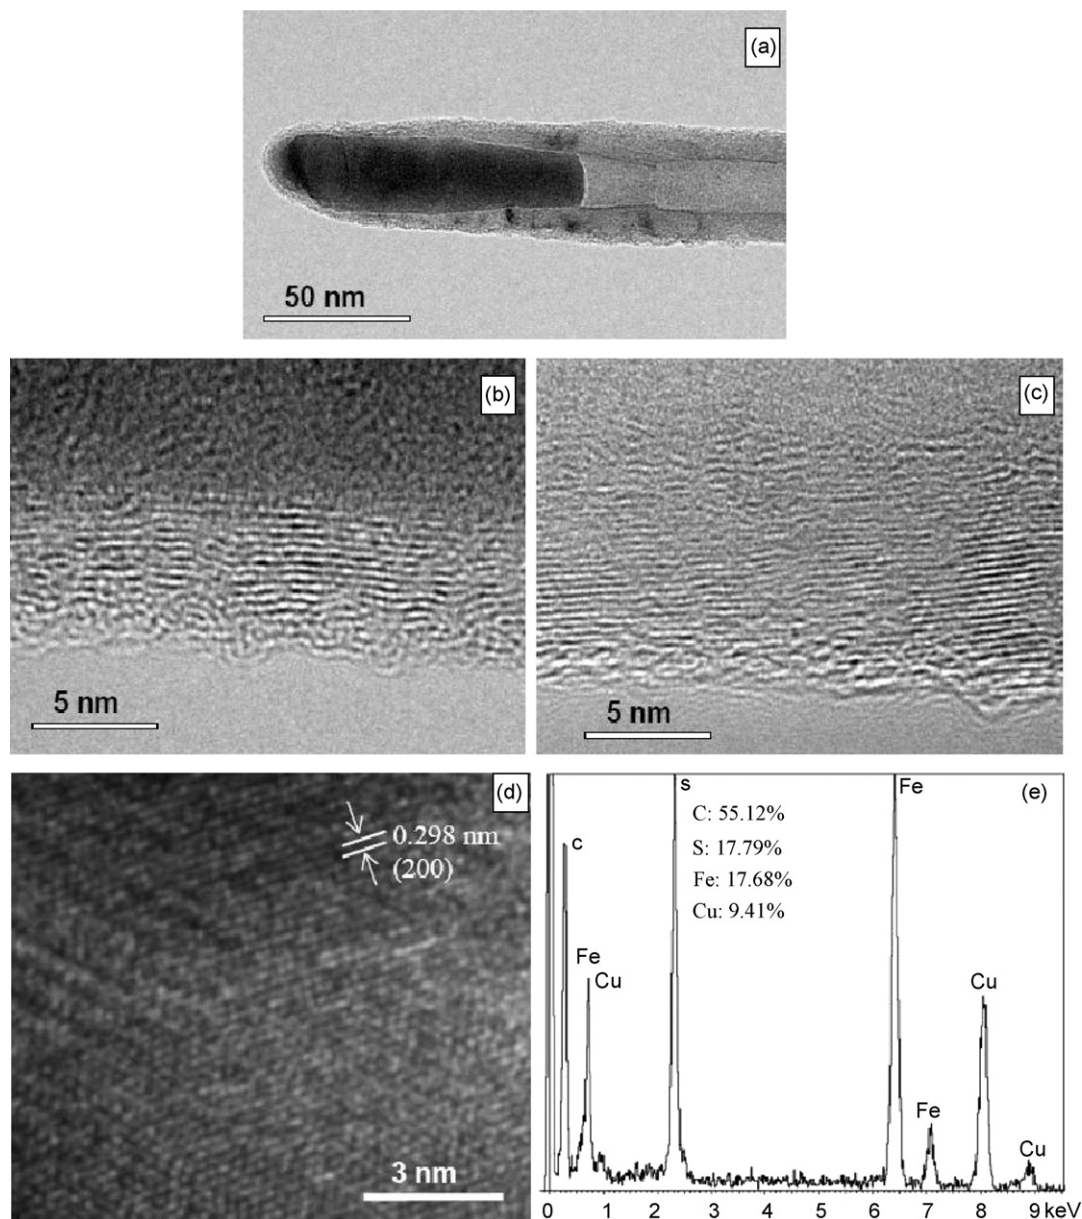 (a)
50 nm
(b)
(c)
5 nm
5 nm
(d)
0.298 nm
(200)
3 nm
(e)
s
Fe
C: 55.12%
S: 17.79%
Fe: 17.68%
Cu: 9.41%
c
Fe
Cu
Cu
Fe
Cu
0 1 2 3 4 5 6 7 8 9 keV